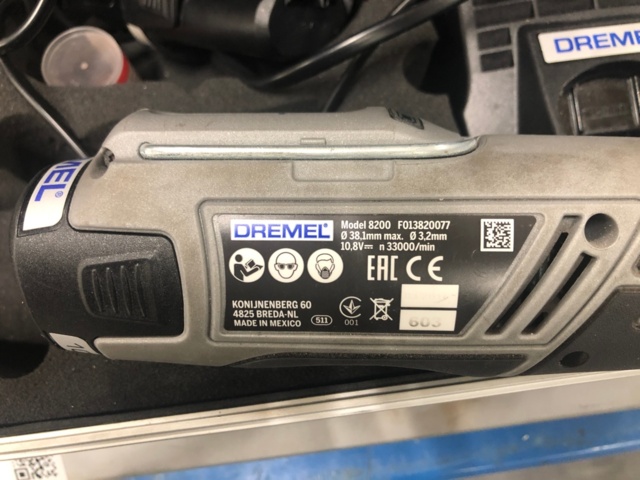 DREMEL
MEL
DREMEL
Model 8200 F013820077
Ø 38,1mm max. Ø 3,2mm
10,8V⎓ n 33000/min
EAC CE
KONIJNENBERG 60
4825 BREDA-NL
MADE IN MEXICO
511
001
603